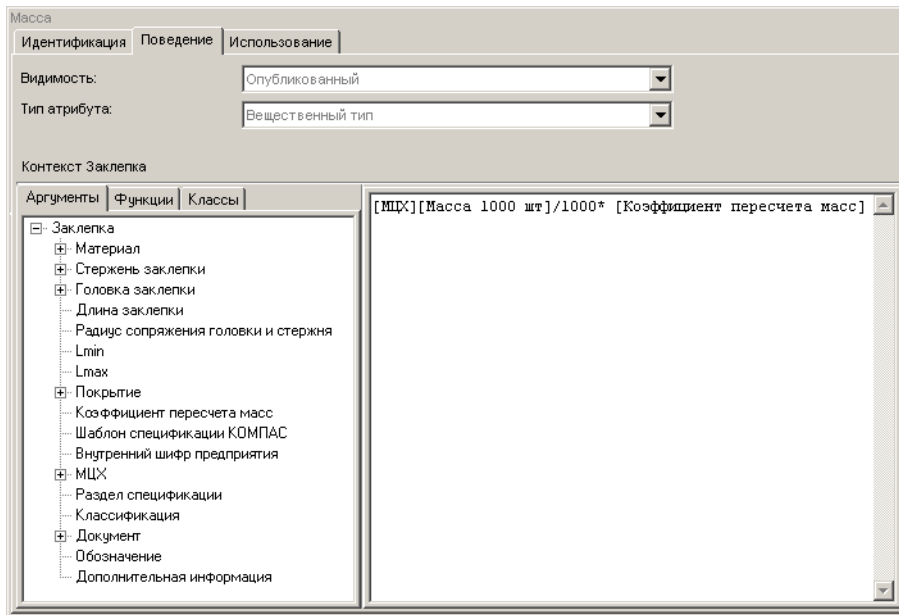 Масса
Идентификация Поведение Использование
Видимость: Опубликованный
Тип атрибута: Вещественный тип
Контекст Заклепка
Аргументы Функции Классы
[МЦХ][Масса 1000 шт]/1000* [Коэффициент пересчета масс]
Заклепка
Материал
Стержень заклепки
Головка заклепки
Длина заклепки
Радиус сопряжения головки и стержня
Lmin
Lmax
Покрытие
Коэффициент пересчета масс
Шаблон спецификации КОМПАС
Внутренний шифр предприятия
МЦХ
Раздел спецификации
Классификация
Документ
Обозначение
Дополнительная информация